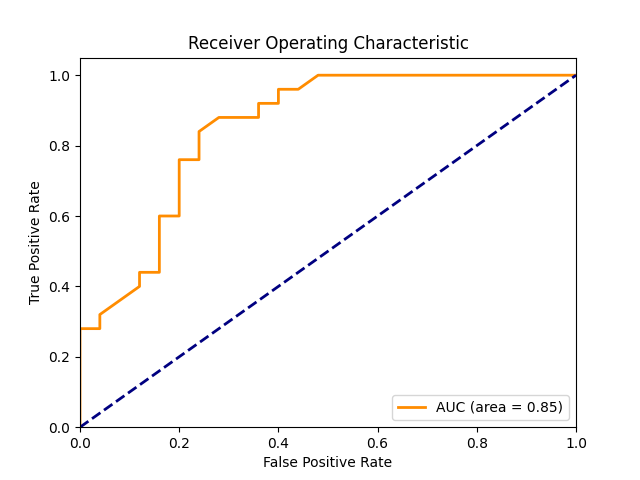 Receiver Operating Characteristic
True Positive Rate
1.0
0.8
0.6
0.4
0.2
0.0
AUC (area = 0.85)
0.0 0.2 0.4 0.6 0.8 1.0
False Positive Rate